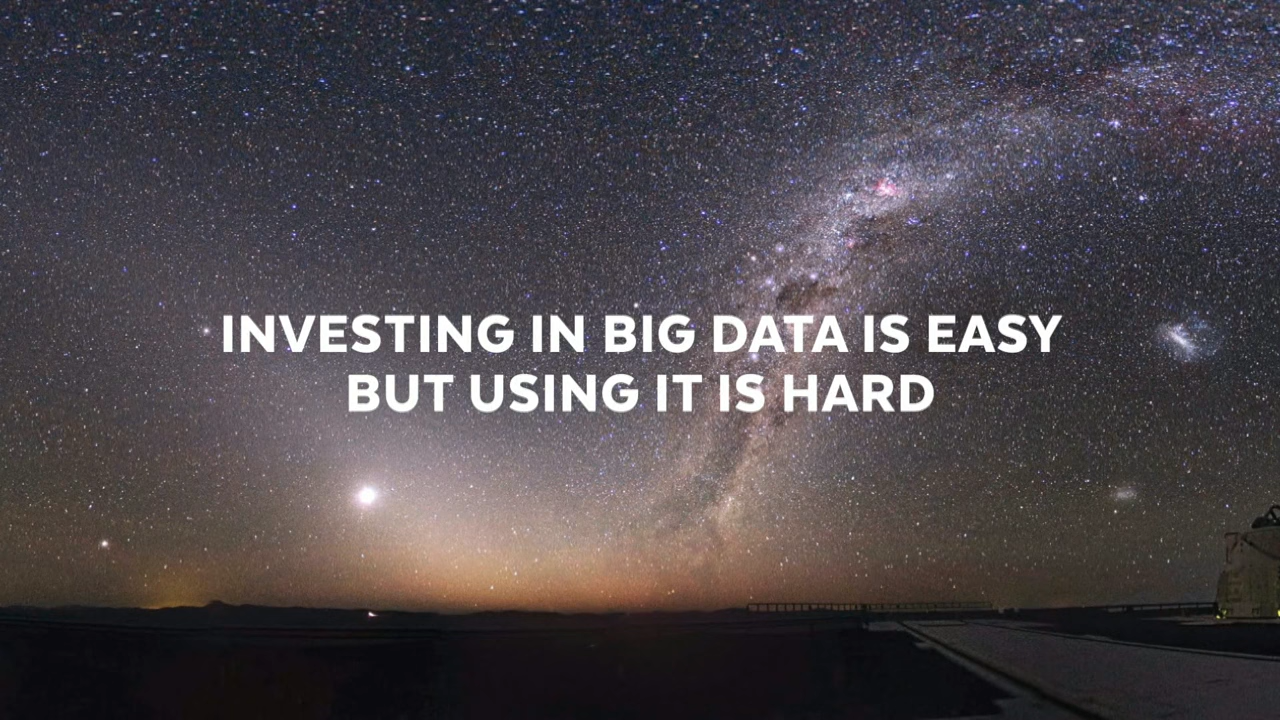 INVESTING IN BIG DATA IS EASY
BUT USING IT IS HARD